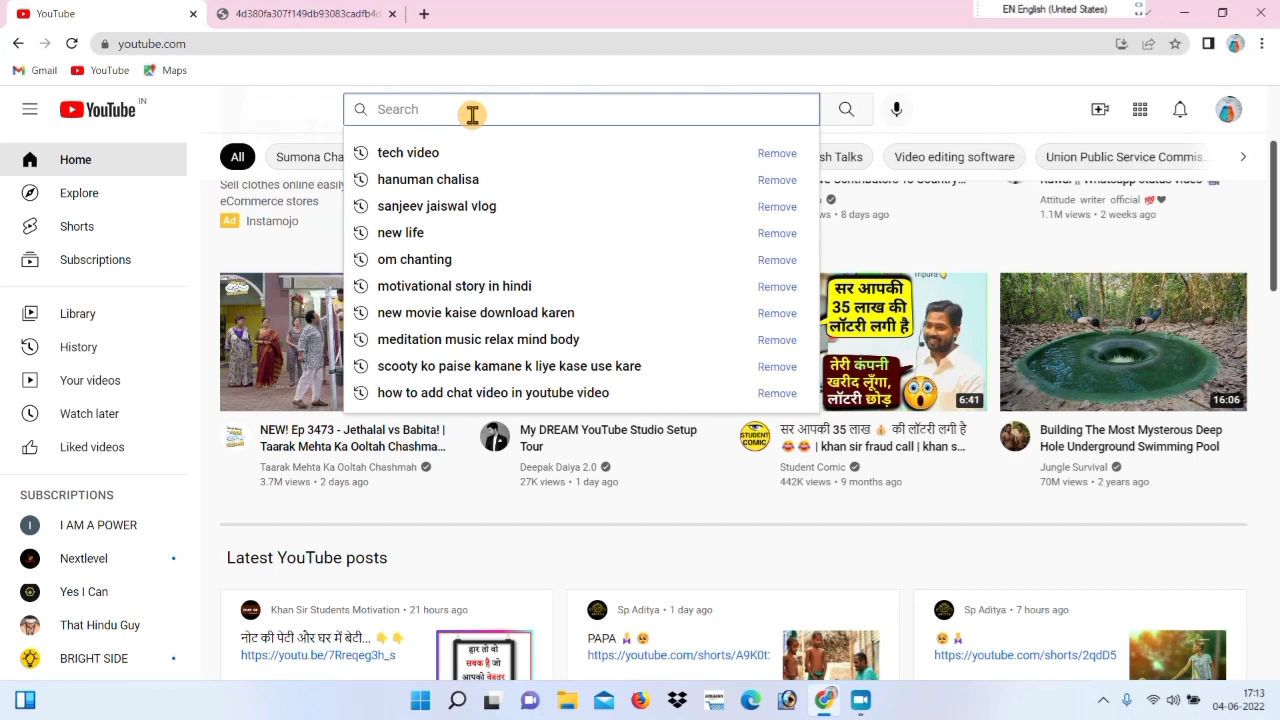 YouTube
4d380fa307f149db93083cadfb4d
EN English (United States)
youtube.com
Gmail
YouTube
Maps
YouTube IN
Search
Home
Explore
Shorts
Subscriptions
Library
History
Your videos
Watch later
Liked videos
SUBSCRIPTIONS
I AM A POWER
Nextlevel
Yes I Can
That Hindu Guy
BRIGHT SIDE
All
Sumona Cha
sh Talks
Video editing software
Union Public Service Commis...
tech video Remove
hanuman chalisa Remove
sanjeev jaiswal vlog Remove
new life Remove
om chanting Remove
motivational story in hindi Remove
new movie kaise download karen Remove
meditation music relax mind body Remove
scooty ko paise kamane k liye kase use kare Remove
how to add chat video in youtube video Remove
Sell clothes online easily
eCommerce stores
Ad Instamojo
ws • 8 days ago
Attitude writer official 💯❤
1.1M views • 2 weeks ago
सर आपकी
35 लाख की
लॉटरी लगी है
तेरी कंपनी
खरीद लूँगा,
लॉटरी छोड़
6:41
16:06
NEW! Ep 3473 - Jethalal vs Babita! |
Taarak Mehta Ka Ooltah Chashma...
Taarak Mehta Ka Ooltah Chashmah
3.7M views • 2 days ago
My DREAM YouTube Studio Setup
Tour
Deepak Daiya 2.0
27K views • 1 day ago
STUDENT
COMIC
सर आपकी 35 लाख 💰 की लॉटरी लगी है
😂😂 | khan sir fraud call | khan s...
Student Comic
442K views • 9 months ago
Building The Most Mysterious Deep
Hole Underground Swimming Pool
Jungle Survival
70M views • 2 years ago
Latest YouTube posts
Khan Sir Students Motivation • 21 hours ago
नोट की पेटी और घर में बेटी... 👇👇
https://youtu.be/7Rreqeg3h_s
हार तो वो
सबक है जो
आपको बेहतर
Sp Aditya • 1 day ago
PAPA
https://youtube.com/shorts/A9K0t
Sp Aditya • 7 hours ago
https://youtube.com/shorts/2qdD5
17:13
04-06-2022